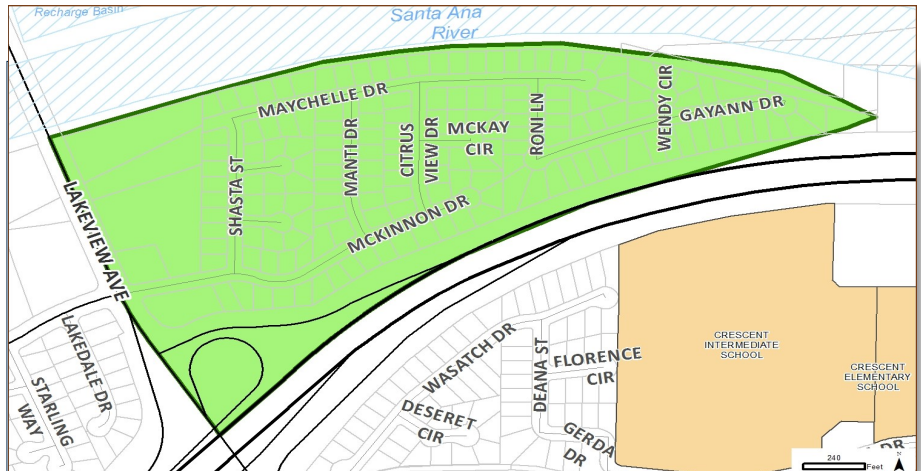 Recharge Basin
Santa Ana
River
MAYCHELLE DR
MANTI DR
CITRUS
VIEW DR
MCKAY
CIR
RONI LN
WENDY CIR
GAYANN DR
SHASTA ST
MCKINNON DR
LAKEVIEW AVE
LAKEDALE DR
STARLING
WAY
WASATCH DR
DESERET
CIR
DEANA ST
FLORENCE
CIR
GERDA
DR
CRESCENT
INTERMEDIATE
SCHOOL
CRESCENT
ELEMENTARY
SCHOOL
DR
240
Feet
N